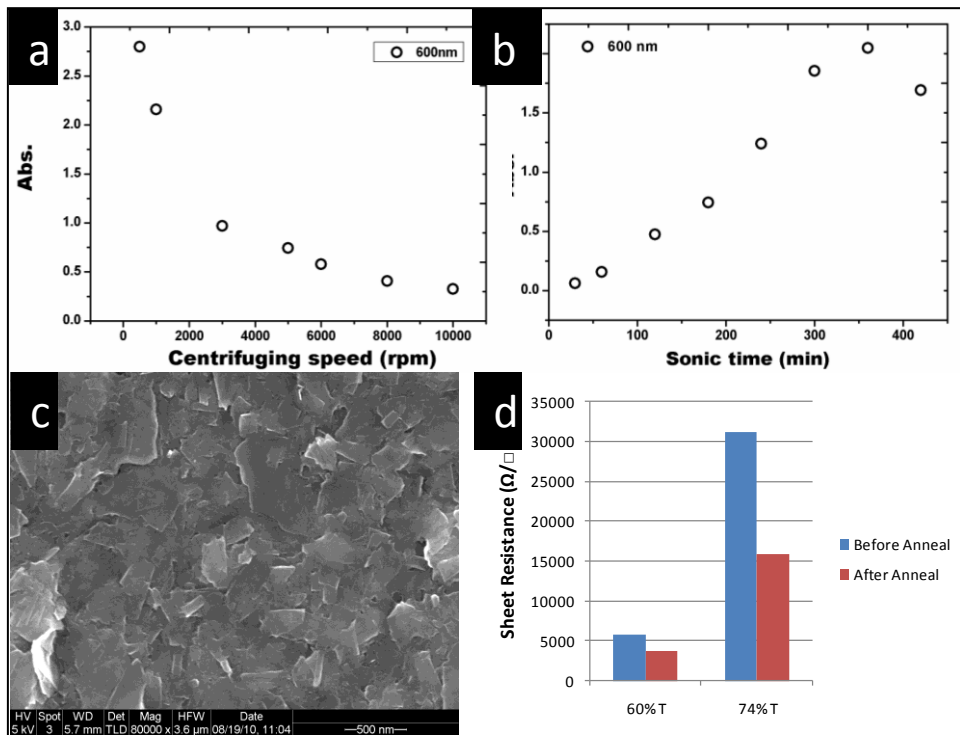 a
3.0
2.5
2.0
1.5
1.0
0.5
0.0
Abs.
600nm
0 2000 4000 6000 8000 10000
Centrifuging speed (rpm)
b
600 nm
1.5
1.0
0.5
0.0
0 100 200 300 400
Sonic time (min)
c
HV Spot WD Det Mag HFW Date
5 kV 3 5.7 mm TLD 80000 x 3.6 µm 08/19/10, 11:04 500 nm
d
35000
30000
25000
20000
15000
10000
5000
0
Sheet Resistance (Ω/□
60% T 74% T
Before Anneal
After Anneal